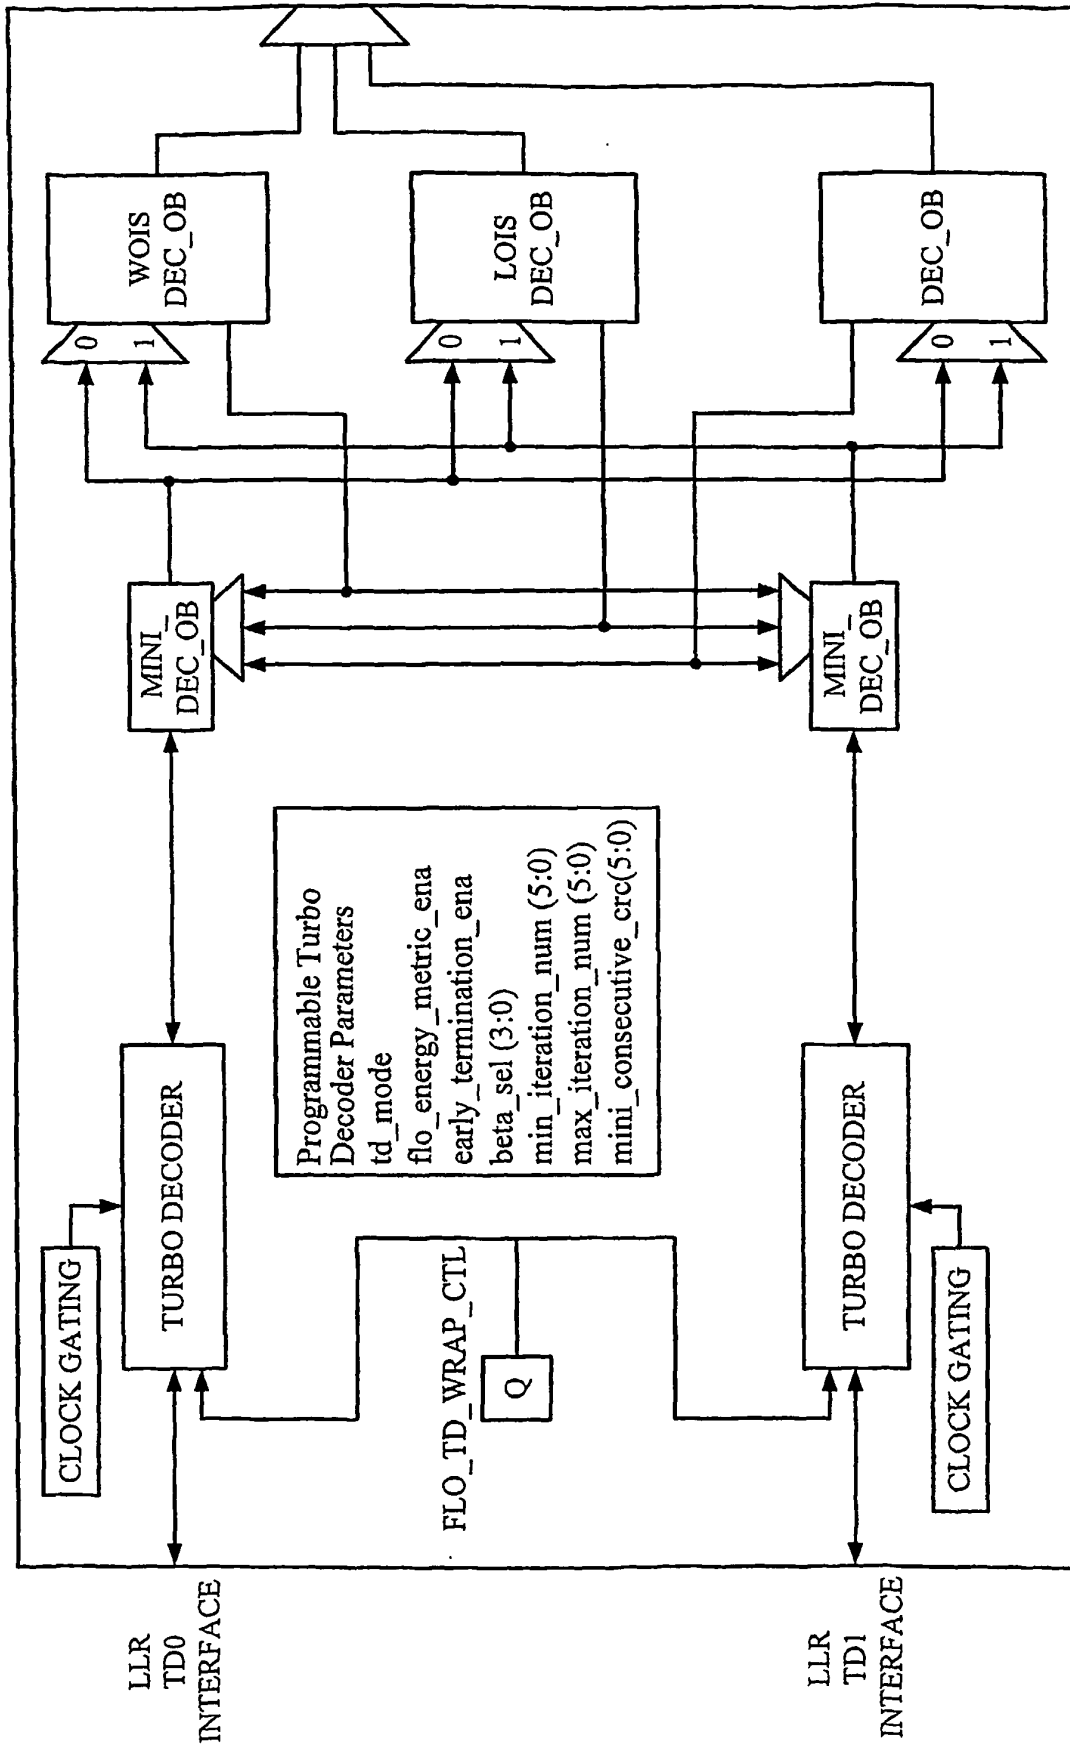 LLR
TD0
INTERFACE
CLOCK GATING
TURBO DECODER
MINI_
DEC_OB
0
1
WOIS
DEC_OB
FLO_TD_WRAP_CTL
Q
Programmable Turbo
Decoder Parameters
td_mode
flo_energy_metric_ena
early_termination_ena
beta_sel (3:0)
min_iteration_num (5:0)
max_iteration_num (5:0)
mini_consecutive_crc(5:0)
0
1
LOIS
DEC_OB
LLR
TD1
INTERFACE
TURBO DECODER
CLOCK GATING
MINI_
DEC_OB
0
1
DEC_OB